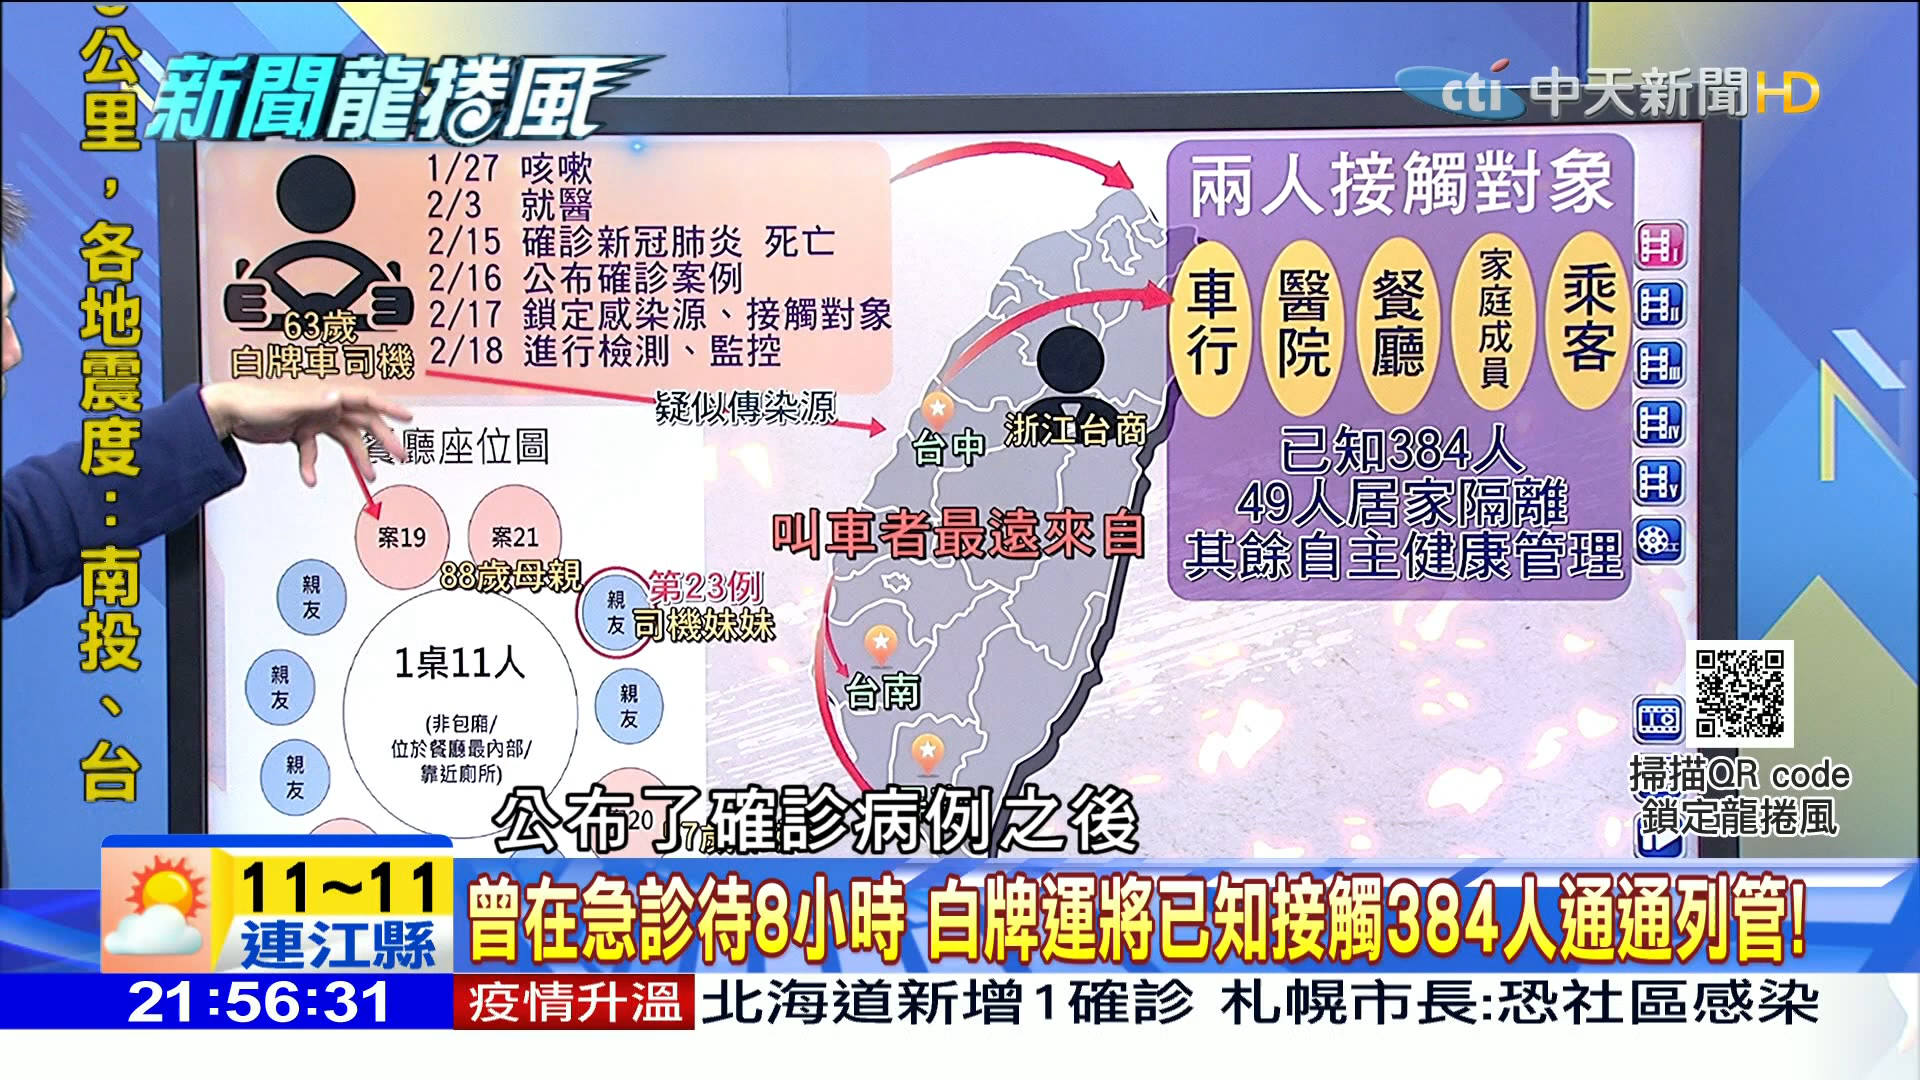 公里，各地震度：南投、台
新聞龍捲風
cti 中天新聞HD
1/27 咳嗽
2/3 就醫
2/15 確診新冠肺炎 死亡
2/16 公布確診案例
2/17 鎖定感染源、接觸對象
2/18 進行檢測、監控
63歲
白牌車司機
疑似傳染源
台中
浙江台商
叫車者最遠來自
台南
兩人接觸對象
車行
醫院
餐廳
家庭成員
乘客
已知384人
49人居家隔離
其餘自主健康管理
餐廳座位圖
案19
案21
88歲母親
親友
親友
第23例
司機妹妹
親友
親友
親友
1桌11人
(非包廂/
位於餐廳最內部/
靠近廁所)
20
公布了確診病例之後
掃描QR code
鎖定龍捲風
11~11
連江縣
曾在急診待8小時 白牌運將已知接觸384人通通列管!
21:56:31
疫情升溫
北海道新增1確診 札幌市長:恐社區感染